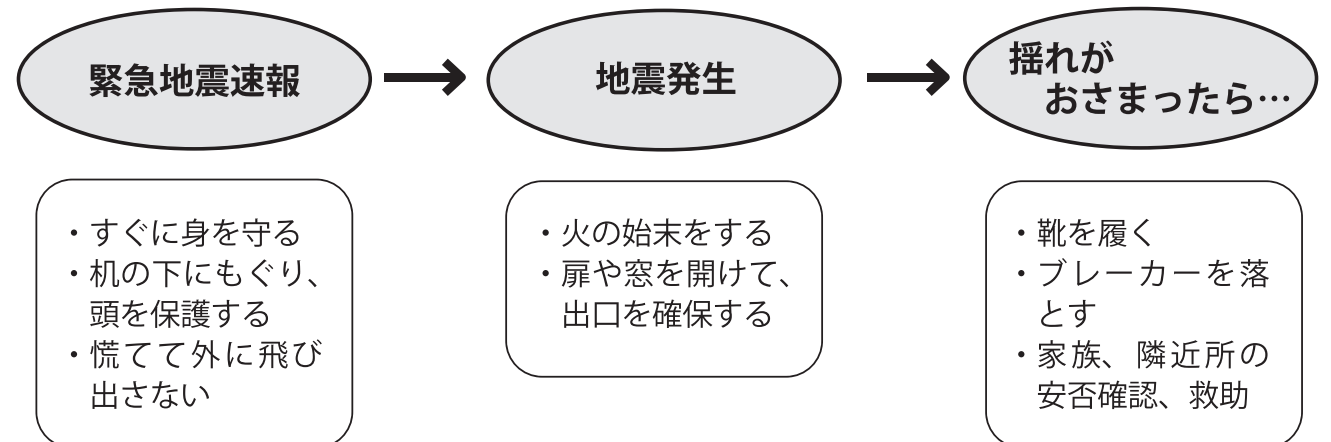 緊急地震速報
地震発生
揺れが
おさまったら…
・すぐに身を守る
・机の下にもぐり、
頭を保護する
・慌てて外に飛び
出さない
・火の始末をする
・扉や窓を開けて、
出口を確保する
・靴を履く
・ブレーカーを落
とす
・家族、隣近所の
安否確認、救助